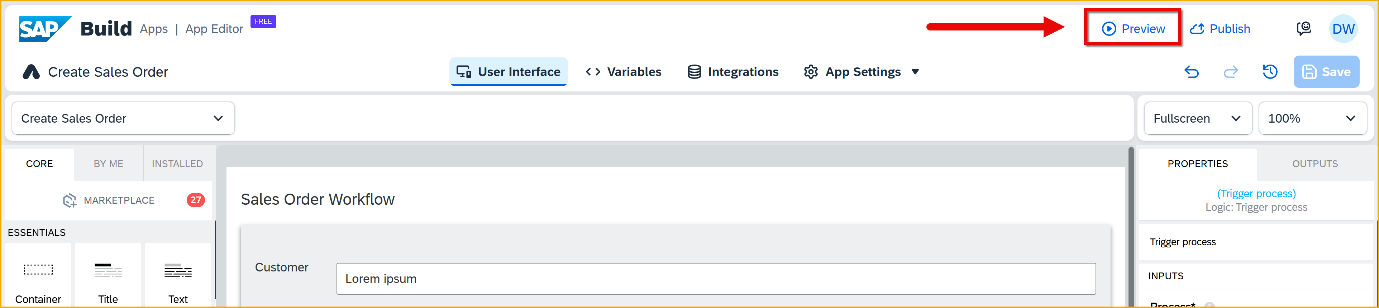 SAP Build Apps | App Editor FREE
Preview Publish DW
Create Sales Order User Interface Variables Integrations App Settings Save
Create Sales Order Fullscreen 100%
CORE BY ME INSTALLED PROPERTIES OUTPUTS
MARKETPLACE 27
(Trigger process)
Logic: Trigger process
Sales Order Workflow
ESSENTIALS
Trigger process
Customer
Lorem ipsum
INPUTS
Container Title Text
Process*